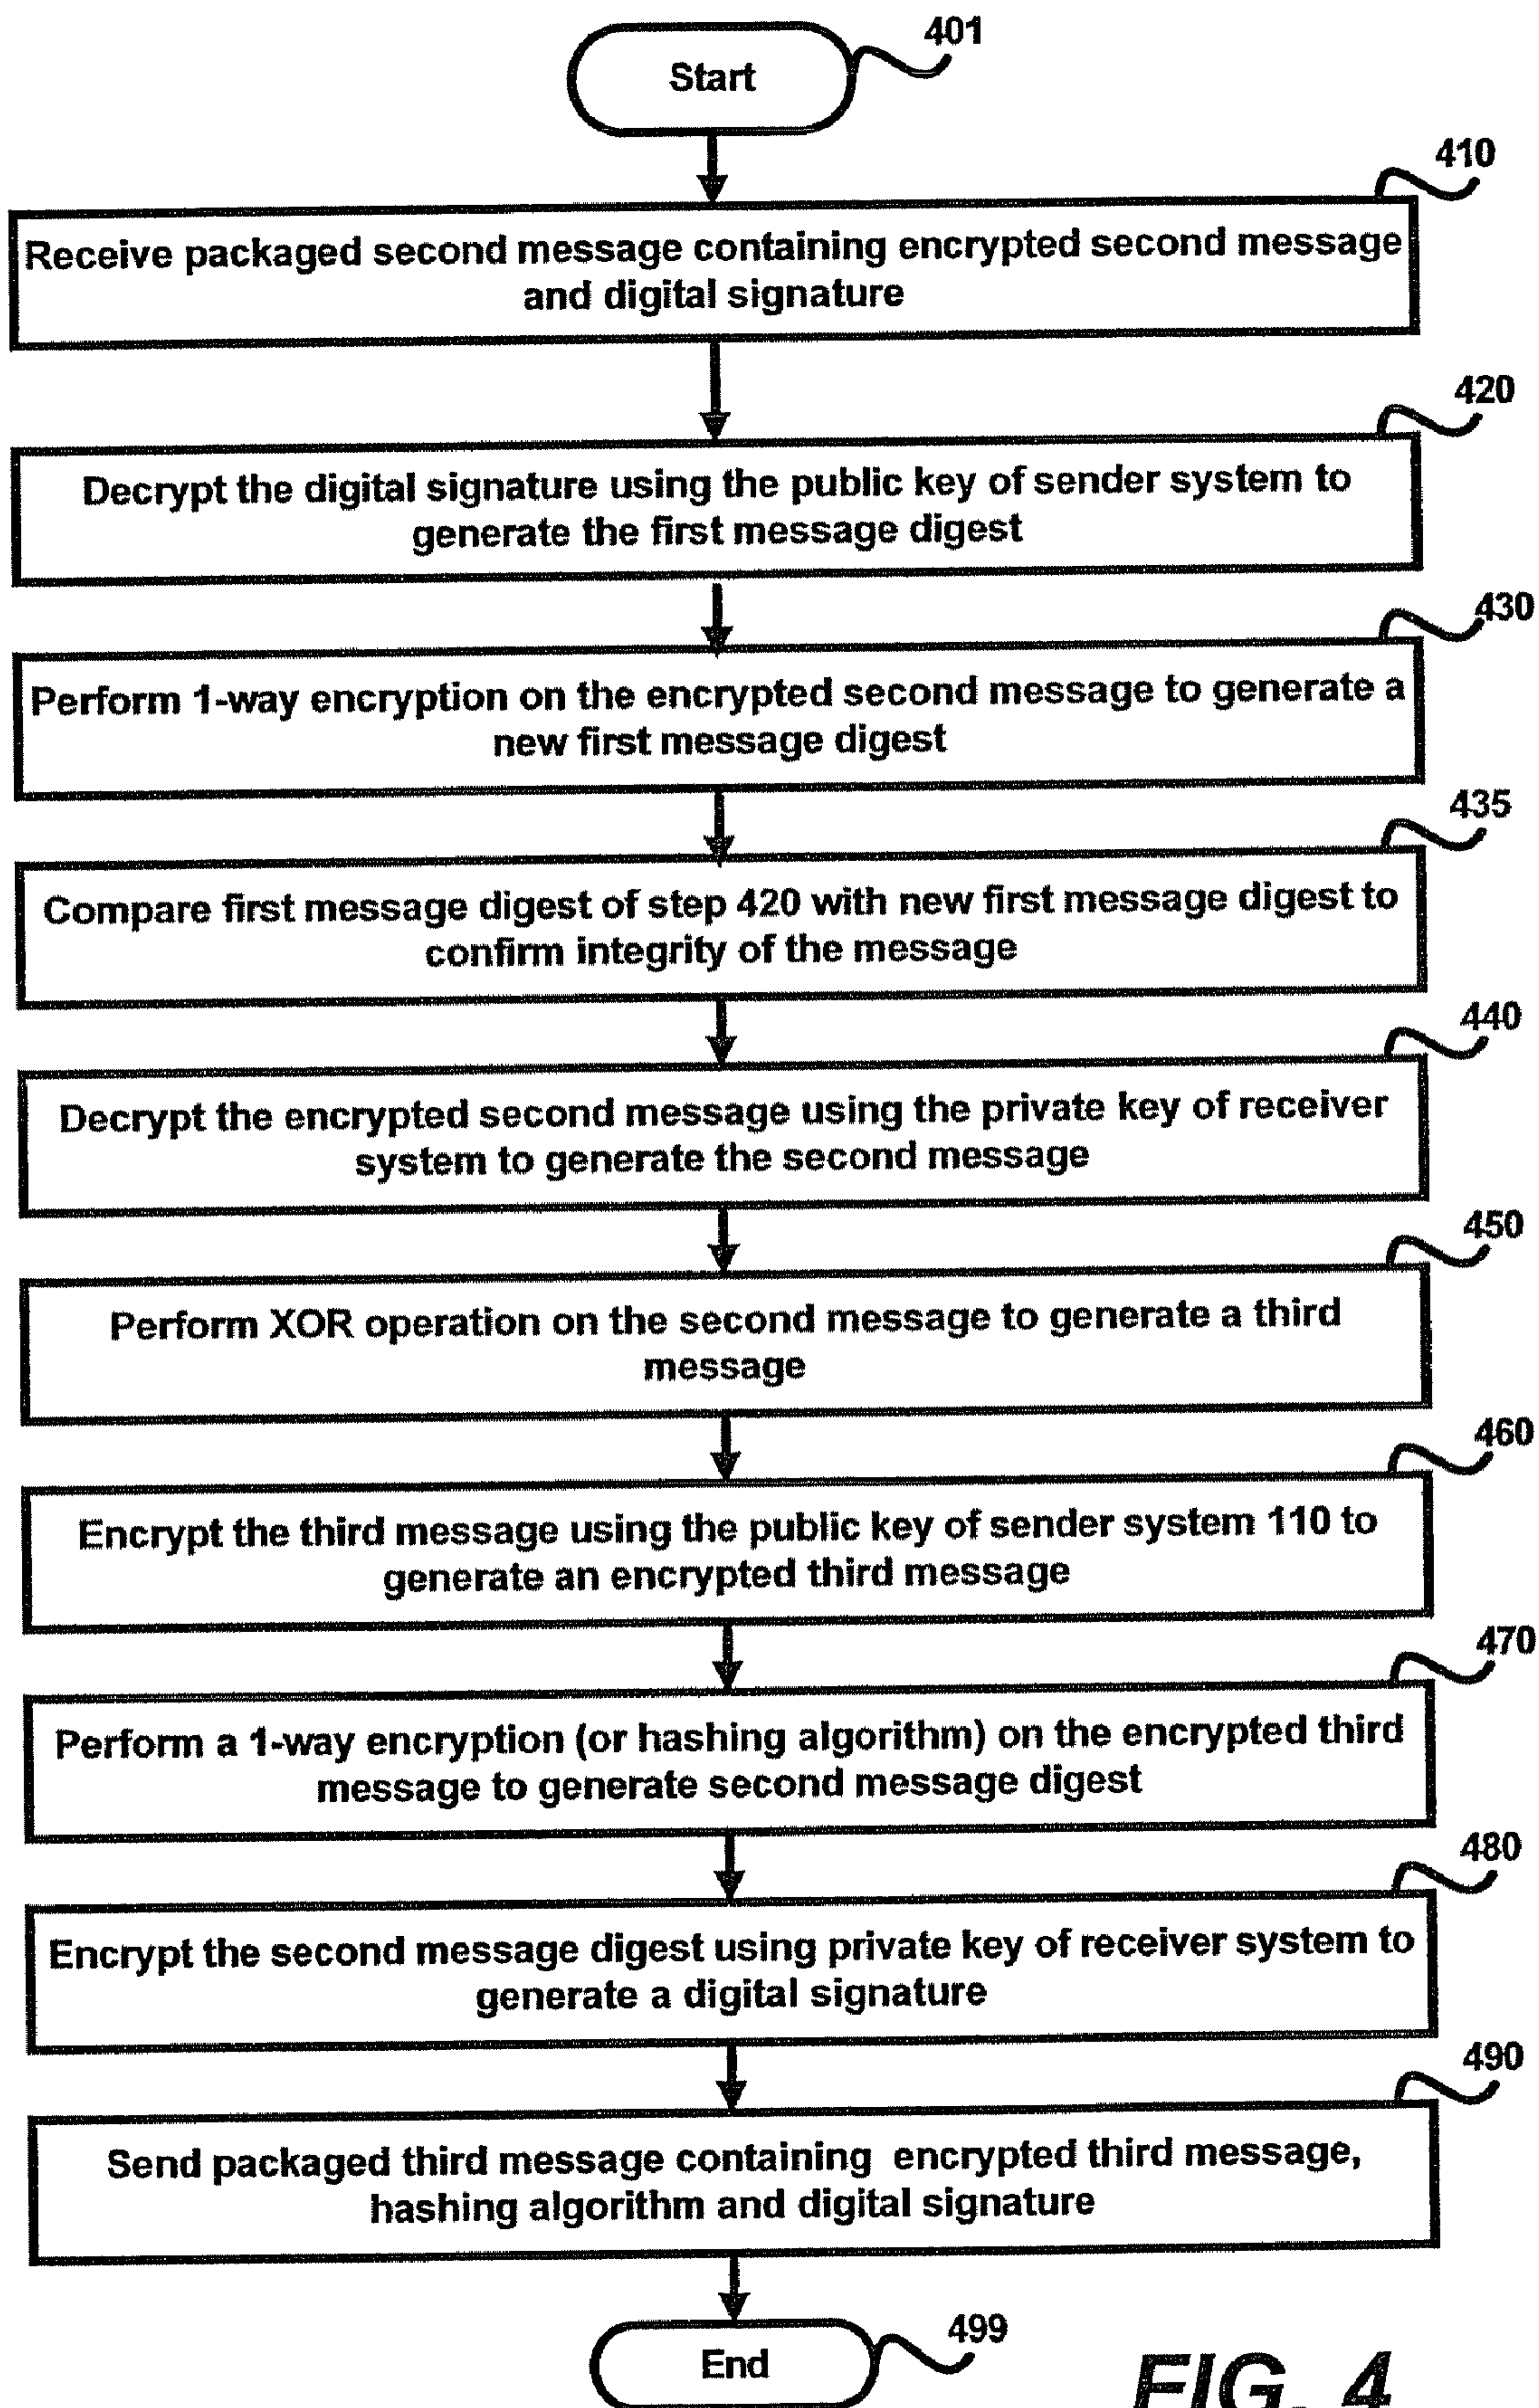 401
Start
410
Receive packaged second message containing encrypted second message
and digital signature
420
Decrypt the digital signature using the public key of sender system to
generate the first message digest
430
Perform 1-way encryption on the encrypted second message to generate a
new first message digest
435
Compare first message digest of step 420 with new first message digest to
confirm integrity of the message
440
Decrypt the encrypted second message using the private key of receiver
system to generate the second message
450
Perform XOR operation on the second message to generate a third
message
460
Encrypt the third message using the public key of sender system 110 to
generate an encrypted third message
470
Perform a 1-way encryption (or hashing algorithm) on the encrypted third
message to generate second message digest
480
Encrypt the second message digest using private key of receiver system to
generate a digital signature
490
Send packaged third message containing encrypted third message,
hashing algorithm and digital signature
499
End
FIG. 4